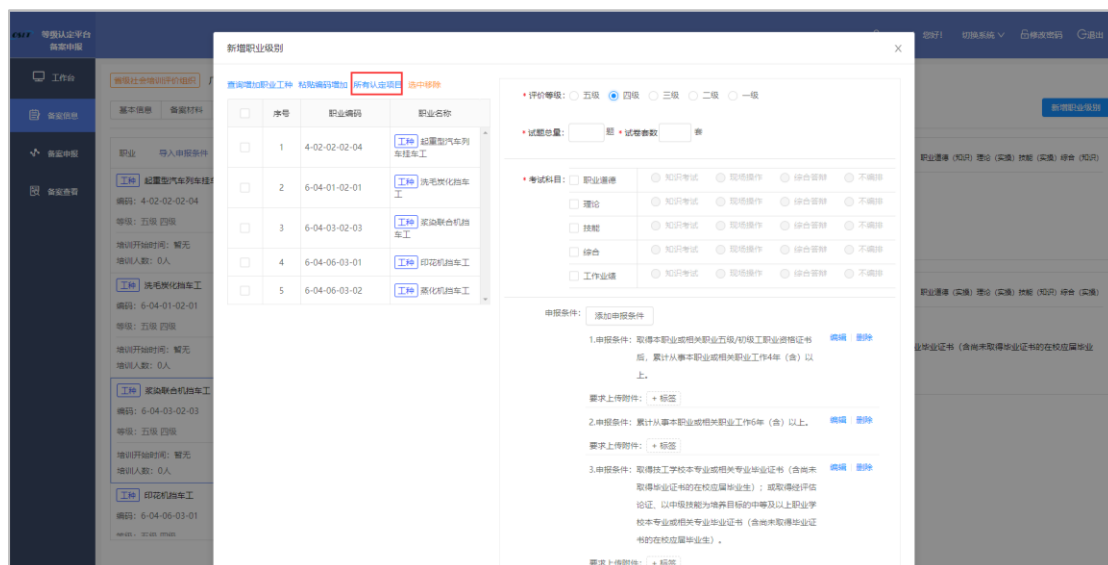 等级认定平台
备案申报
您好!
切换系统
修改密码
退出
工作台
备案信息
备案申报
备案查看
省级社会培训评价组织
基本信息 备案材料
新增职业级别
职业 导入申报条件
工种 起重型汽车列车挂车工
编码: 4-02-02-02-04
等级: 五级 四级
培训开始时间: 暂无
培训人数: 0人
工种 洗毛炭化挡车工
编码: 6-04-01-02-01
等级: 五级 四级
培训开始时间: 暂无
培训人数: 0人
工种 浆染联合机挡车工
编码: 6-04-03-02-03
等级: 五级 四级
培训开始时间: 暂无
培训人数: 0人
工种 印花机挡车工
编码: 6-04-06-03-01
等级: 五级 四级
新增职业级别
查询增加职业工种 粘贴编码增加 所有认定项目 选中移除
序号 职业编码 职业名称
1 4-02-02-02-04 工种 起重型汽车列
车挂车工
2 6-04-01-02-01 工种 洗毛炭化挡车
工
3 6-04-03-02-03 工种 浆染联合机挡
车工
4 6-04-06-03-01 工种 印花机挡车工
5 6-04-06-03-02 工种 蒸化机挡车工
* 评价等级: 五级 四级 三级 二级 一级
* 试题总量: 题 * 试卷套数 套
* 考试科目: 职业道德 知识考试 现场操作 综合答辩 不编排
理论 知识考试 现场操作 综合答辩 不编排
技能 知识考试 现场操作 综合答辩 不编排
综合 知识考试 现场操作 综合答辩 不编排
工作业绩 知识考试 现场操作 综合答辩 不编排
申报条件: 添加申报条件
1.申报条件: 取得本职业或相关职业五级/初级工职业资格证书 编辑 删除
后, 累计从事本职业或相关职业工作4年 (含) 以
上。
要求上传附件: + 标签
2.申报条件: 累计从事本职业或相关职业工作6年 (含) 以上。 编辑 删除
要求上传附件: + 标签
3.申报条件: 取得技工学校本专业或相关专业毕业证书 (含尚未 编辑 删除
取得毕业证书的在校应届毕业生) ; 或取得经评估
论证, 以中级技能为培养目标的中等及以上职业学
校本专业或相关专业毕业证书 (含尚未取得毕业证
书的在校应届毕业生) 。
要求上传附件: + 标签
职业道德 (知识) 理论 (实操) 技能 (实操) 综合 (知识)
职业道德 (实操) 理论 (实操) 技能 (知识) 综合 (实操)
业毕业证书 (含尚未取得毕业证书的在校应届毕业